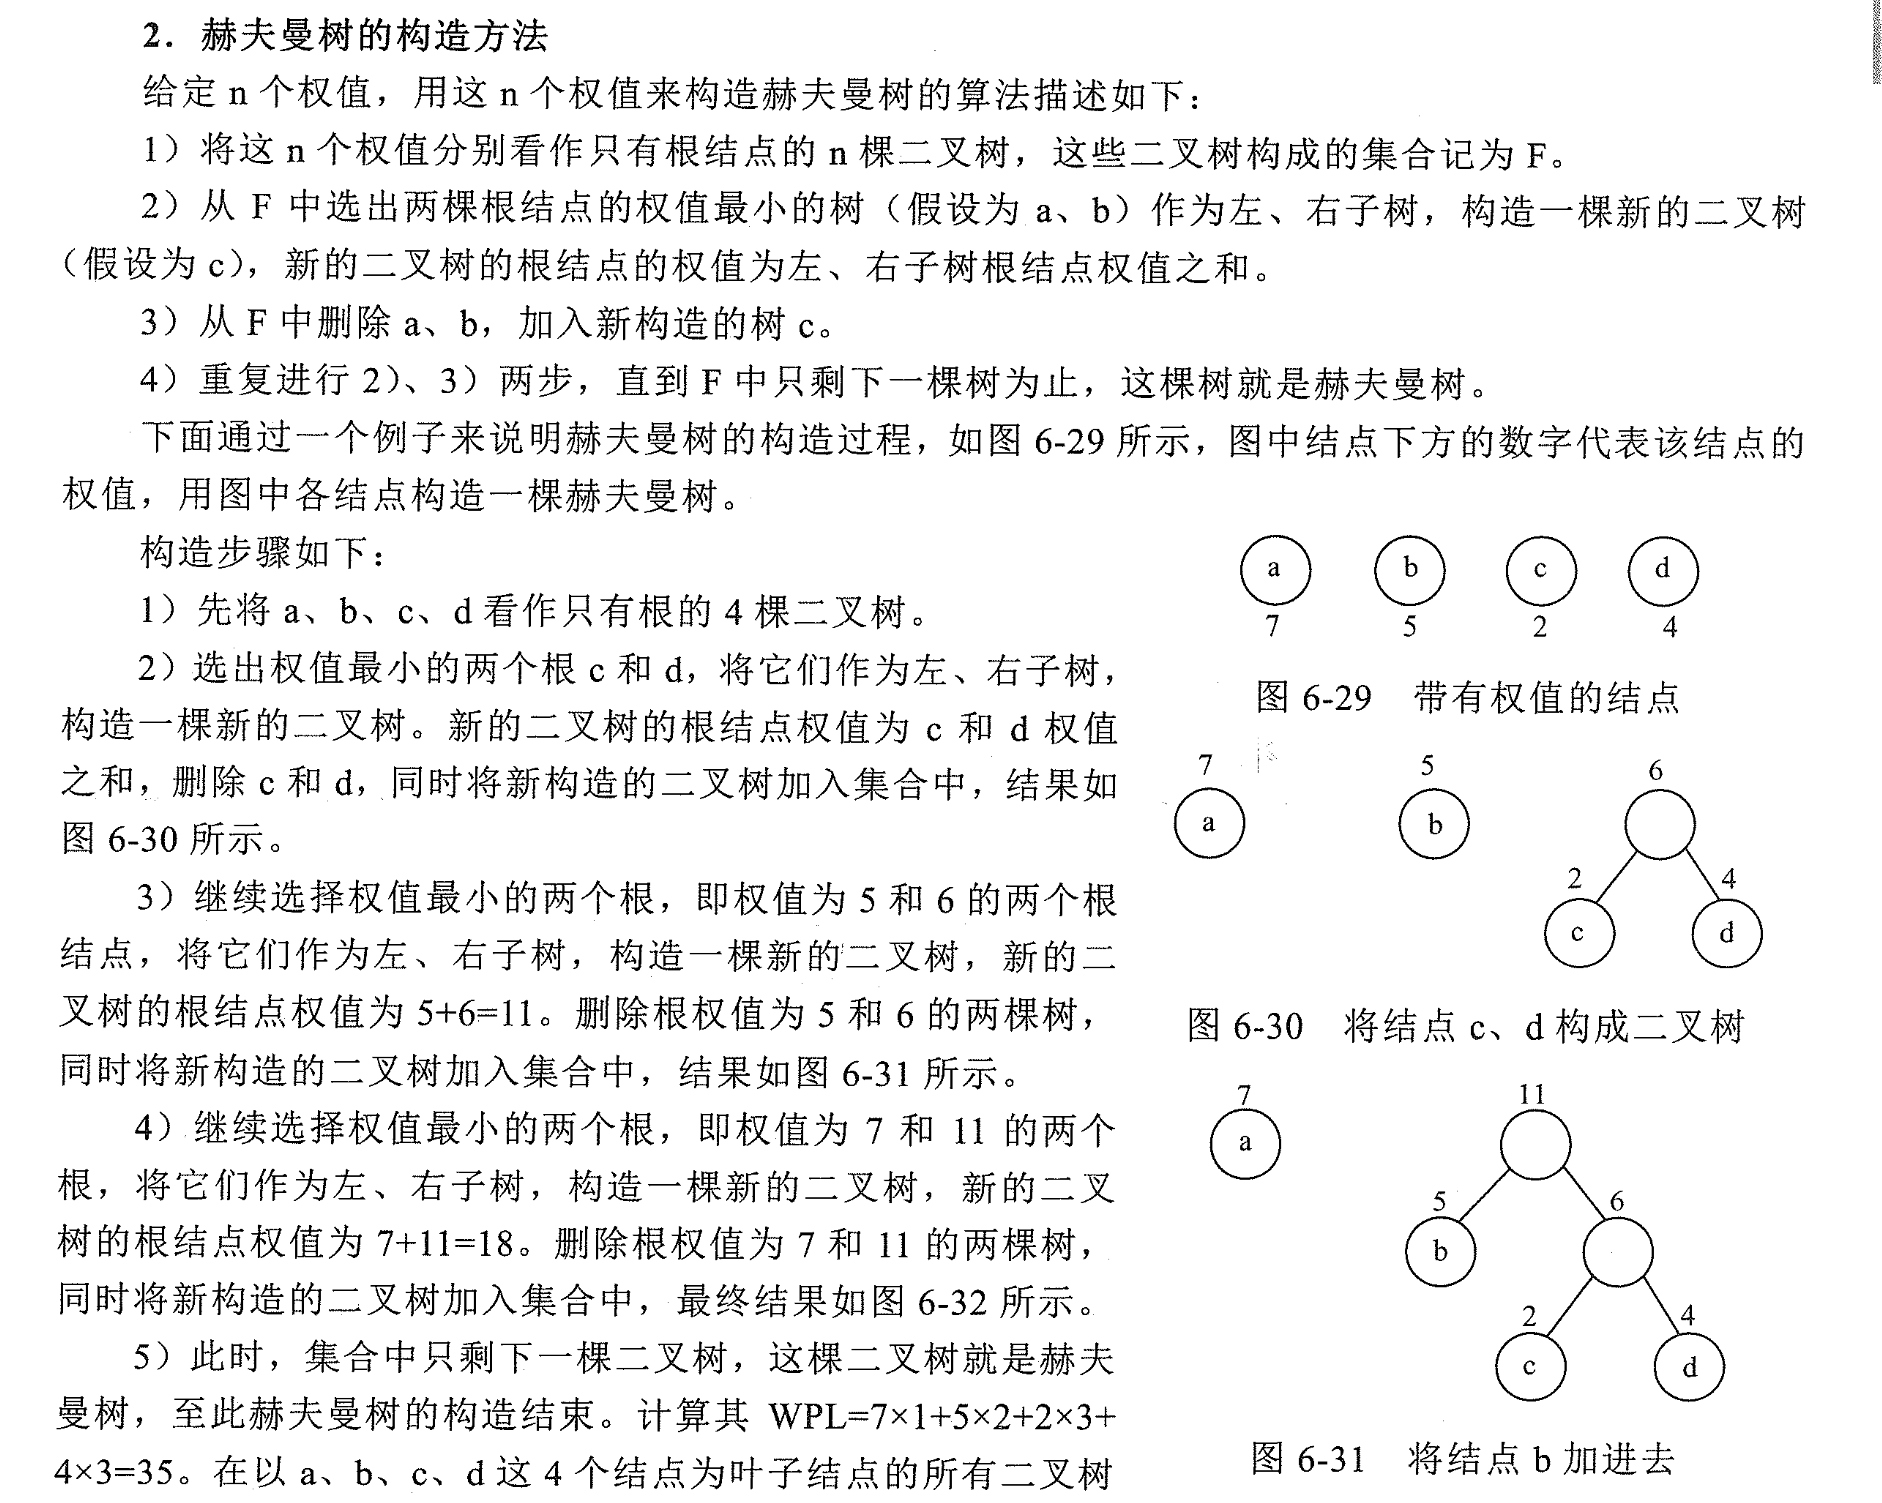 2．赫夫曼树的构造方法
给定 n 个权值，用这 n 个权值来构造赫夫曼树的算法描述如下：
1）将这 n 个权值分别看作只有根结点的 n 棵二叉树，这些二叉树构成的集合记为 F。
2）从 F 中选出两棵根结点的权值最小的树（假设为 a、b）作为左、右子树，构造一棵新的二叉树
（假设为 c），新的二叉树的根结点的权值为左、右子树根结点权值之和。
3）从 F 中删除 a、b，加入新构造的树 c。
4）重复进行 2）、3）两步，直到 F 中只剩下一棵树为止，这棵树就是赫夫曼树。
下面通过一个例子来说明赫夫曼树的构造过程，如图 6-29 所示，图中结点下方的数字代表该结点的
权值，用图中各结点构造一棵赫夫曼树。
构造步骤如下：
1）先将 a、b、c、d 看作只有根的 4 棵二叉树。
2）选出权值最小的两个根 c 和 d，将它们作为左、右子树，
构造一棵新的二叉树。新的二叉树的根结点权值为 c 和 d 权值
之和，删除 c 和 d，同时将新构造的二叉树加入集合中，结果如
图 6-30 所示。
3）继续选择权值最小的两个根，即权值为 5 和 6 的两个根
结点，将它们作为左、右子树，构造一棵新的二叉树，新的二
叉树的根结点权值为 5+6=11。删除根权值为 5 和 6 的两棵树，
同时将新构造的二叉树加入集合中，结果如图 6-31 所示。
4）继续选择权值最小的两个根，即权值为 7 和 11 的两个
根，将它们作为左、右子树，构造一棵新的二叉树，新的二叉
树的根结点权值为 7+11=18。删除根权值为 7 和 11 的两棵树，
同时将新构造的二叉树加入集合中，最终结果如图 6-32 所示。
5）此时，集合中只剩下一棵二叉树，这棵二叉树就是赫夫
曼树，至此赫夫曼树的构造结束。计算其 WPL=7×1+5×2+2×3+
4×3=35。在以 a、b、c、d 这 4 个结点为叶子结点的所有二叉树
a b c d
7 5 2 4
图 6-29 带有权值的结点
7 5 6
a b
2 4
c d
图 6-30 将结点 c、d 构成二叉树
7 11
a
5 6
b
2 4
c d
图 6-31 将结点 b 加进去